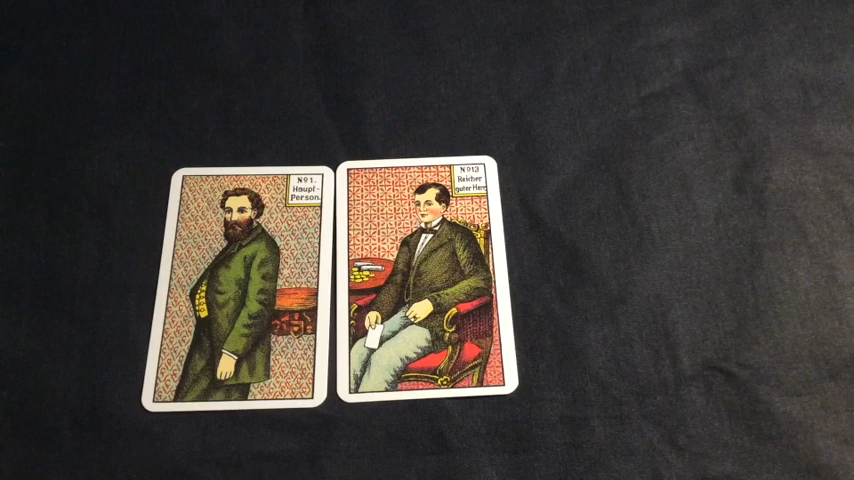 Nº 1.
Haupt-
Person.
Nº 13
Reicher
guter Herr